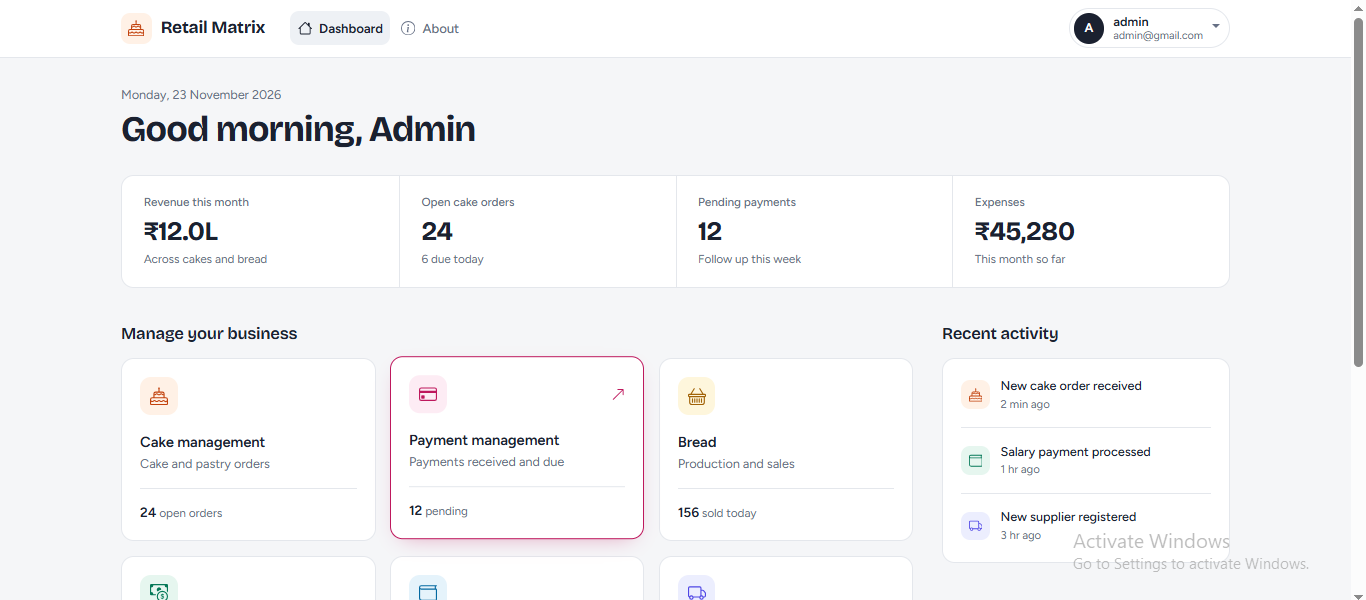 Retail Matrix
Dashboard
About
A
admin
admin@gmail.com
Monday, 23 November 2026
Good morning, Admin
Revenue this month
₹12.0L
Across cakes and bread
Open cake orders
24
6 due today
Pending payments
12
Follow up this week
Expenses
₹45,280
This month so far
Manage your business
Cake management
Cake and pastry orders
24 open orders
Payment management
Payments received and due
12 pending
Bread
Production and sales
156 sold today
Recent activity
New cake order received
2 min ago
Salary payment processed
1 hr ago
New supplier registered
3 hr ago
Activate Windows
Go to Settings to activate Windows.